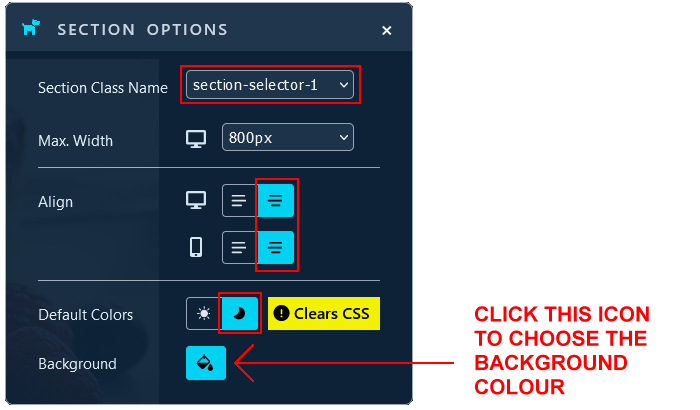 SECTION OPTIONS
Section Class Name
section-selector-1
Max. Width
800px
Align
Default Colors
Clears CSS
Background
CLICK THIS ICON
TO CHOOSE THE
BACKGROUND
COLOUR